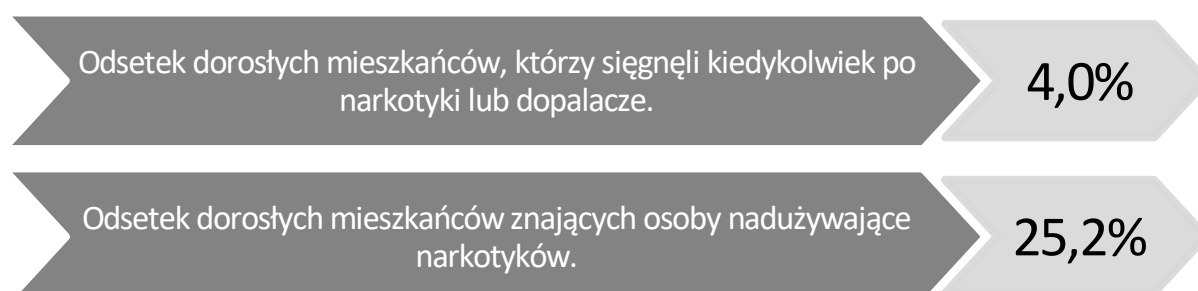 Odsetek dorosłych mieszkańców, którzy sięgnęli kiedykolwiek po
narkotyki lub dopalacze.
4,0%
Odsetek dorosłych mieszkańców znających osoby nadużywające
narkotyków.
25,2%